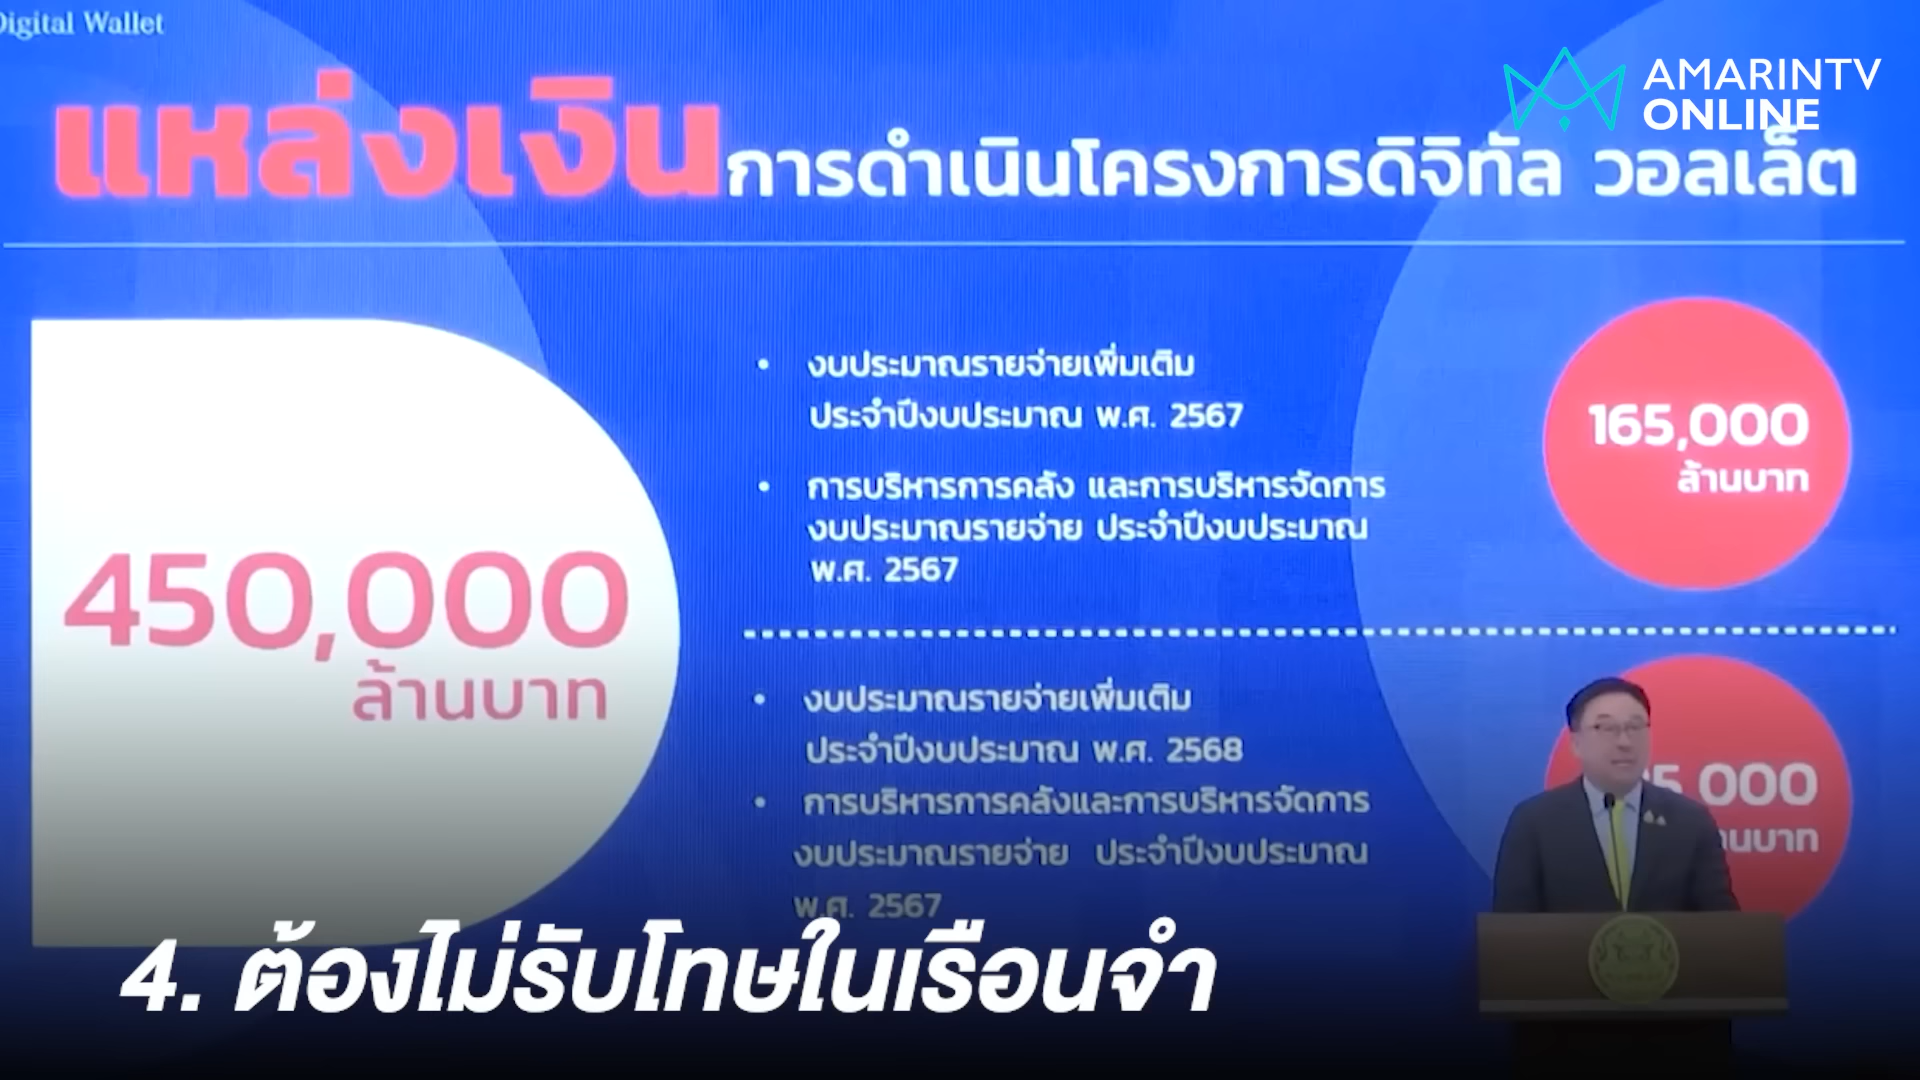 Digital Wallet
AMARINTV
ONLINE
แหล่งเงินการดำเนินโครงการดิจิทัล วอลเล็ต
450,000
ล้านบาท
• งบประมาณรายจ่ายเพิ่มเติม
ประจำปีงบประมาณ พ.ศ. 2567
• การบริหารการคลัง และการบริหารจัดการ
งบประมาณรายจ่าย ประจำปีงบประมาณ
พ.ศ. 2567
165,000
ล้านบาท
• งบประมาณรายจ่ายเพิ่มเติม
ประจำปีงบประมาณ พ.ศ. 2568
• การบริหารการคลังและการบริหารจัดการ
งบประมาณรายจ่าย ประจำปีงบประมาณ
พ.ศ. 2567
5 000
นบาท
4. ต้องไม่รับโทษในเรือนจำ